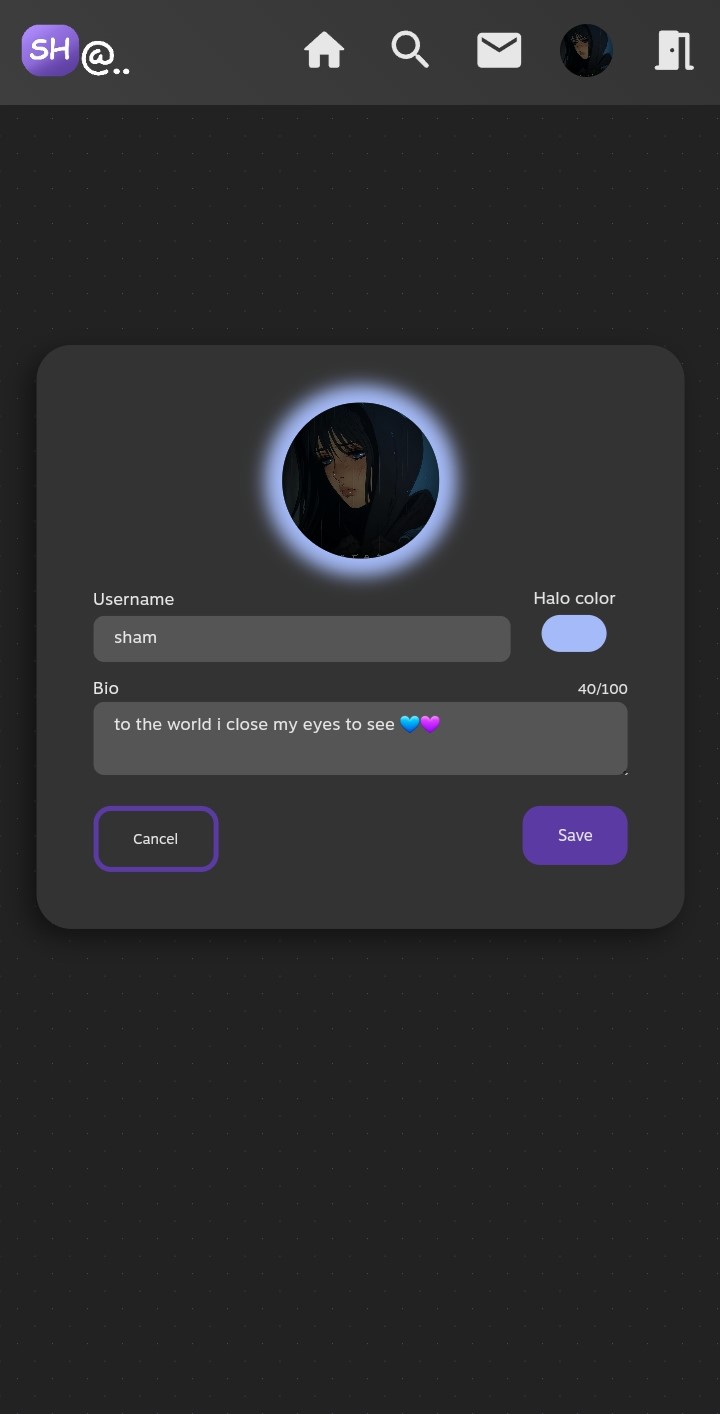 SH @..
Username
Halo color
sham
Bio
40/100
to the world i close my eyes to see 💙💜
Cancel
Save